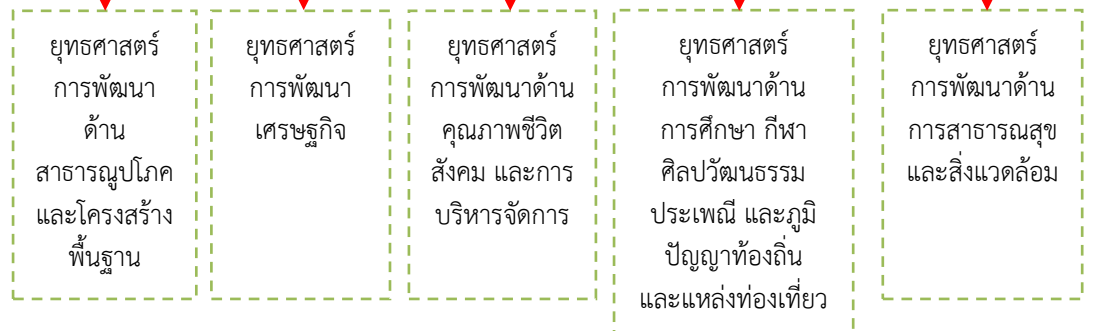 ยุทธศาสตร์
การพัฒนา
ด้าน
สาธารณูปโภค
และโครงสร้าง
พื้นฐาน
ยุทธศาสตร์
การพัฒนา
เศรษฐกิจ
ยุทธศาสตร์
การพัฒนาด้าน
คุณภาพชีวิต
สังคม และการ
บริหารจัดการ
ยุทธศาสตร์
การพัฒนาด้าน
การศึกษา กีฬา
ศิลปวัฒนธรรม
ประเพณี และภูมิ
ปัญญาท้องถิ่น
และแหล่งท่องเที่ยว
ยุทธศาสตร์
การพัฒนาด้าน
การสาธารณสุข
และสิ่งแวดล้อม